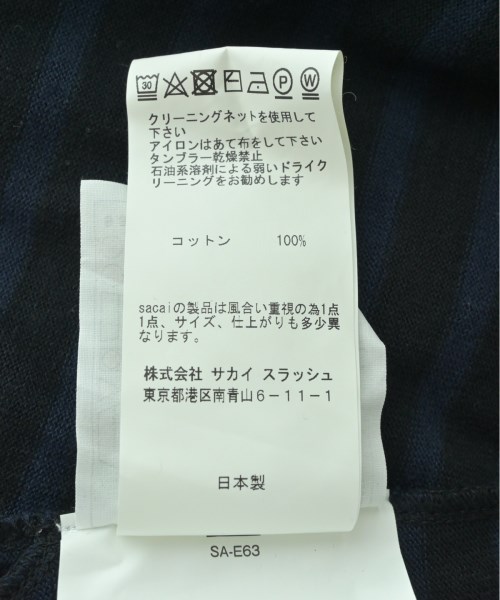 30 P W
クリーニングネットを使用して
下さい
アイロンはあて布をして下さい
タンブラー乾燥禁止
石油系溶剤による弱いドライク
リーニングをお勧めします
コットン 100%
sacaiの製品は風合い重視の為1点
1点、サイズ、仕上がりも多少異
なります。
株式会社 サカイ スラッシュ
東京都港区南青山6-11-1
日本製
SA-E63